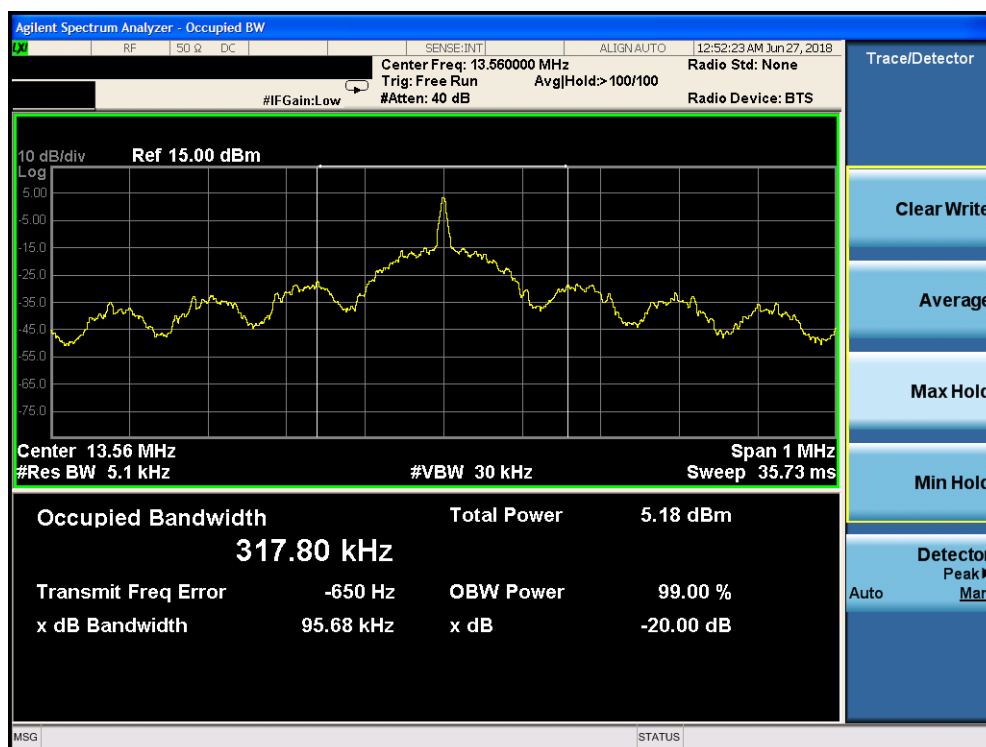 Agilent Spectrum Analyzer - Occupied BW
LXI RF 50 Ω DC SENSE:INT ALIGN AUTO 12:52:23 AM Jun 27, 2018
Center Freq: 13.560000 MHz Radio Std: None
Trig: Free Run Avg|Hold:> 100/100
#IFGain:Low #Atten: 40 dB Radio Device: BTS
Trace/Detector
10 dB/div Ref 15.00 dBm
Log
5.00
-5.00
-15.0
-25.0
-35.0
-45.0
-55.0
-65.0
-75.0
Center 13.56 MHz Span 1 MHz
#Res BW 5.1 kHz #VBW 30 kHz Sweep 35.73 ms
Occupied Bandwidth Total Power 5.18 dBm
317.80 kHz
Transmit Freq Error -650 Hz OBW Power 99.00 %
x dB Bandwidth 95.68 kHz x dB -20.00 dB
Clear Write
Average
Max Hold
Min Hold
Detector
Peak
Auto Man
MSG STATUS